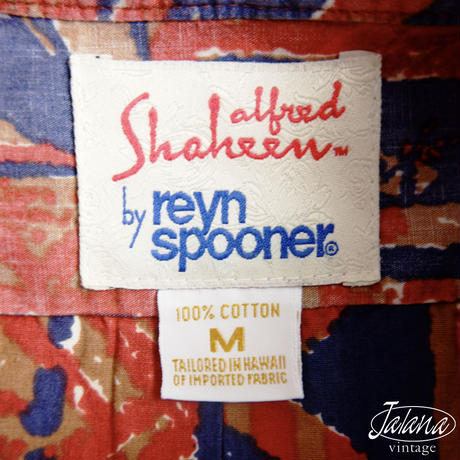 alfred
Shaheen™
by reyn
spooner®
100% COTTON
M
TAILORED IN HAWAII
OF IMPORTED FABRIC
Jalana
vintage